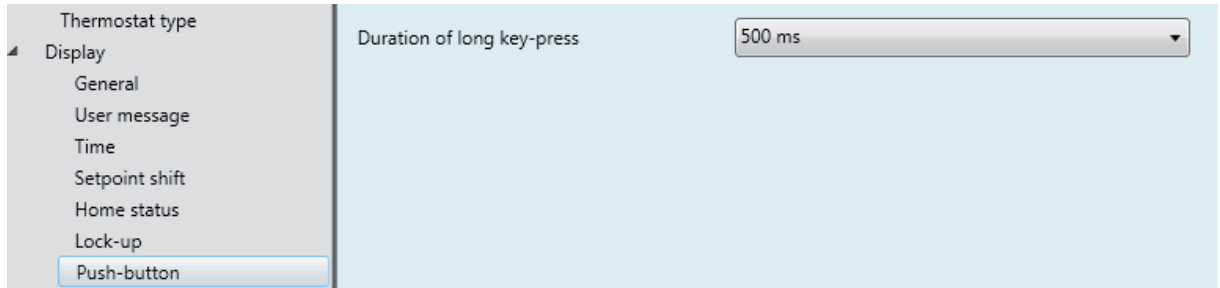 Thermostat type
Display
General
User message
Time
Setpoint shift
Home status
Lock-up
Push-button
Duration of long key-press 500 ms